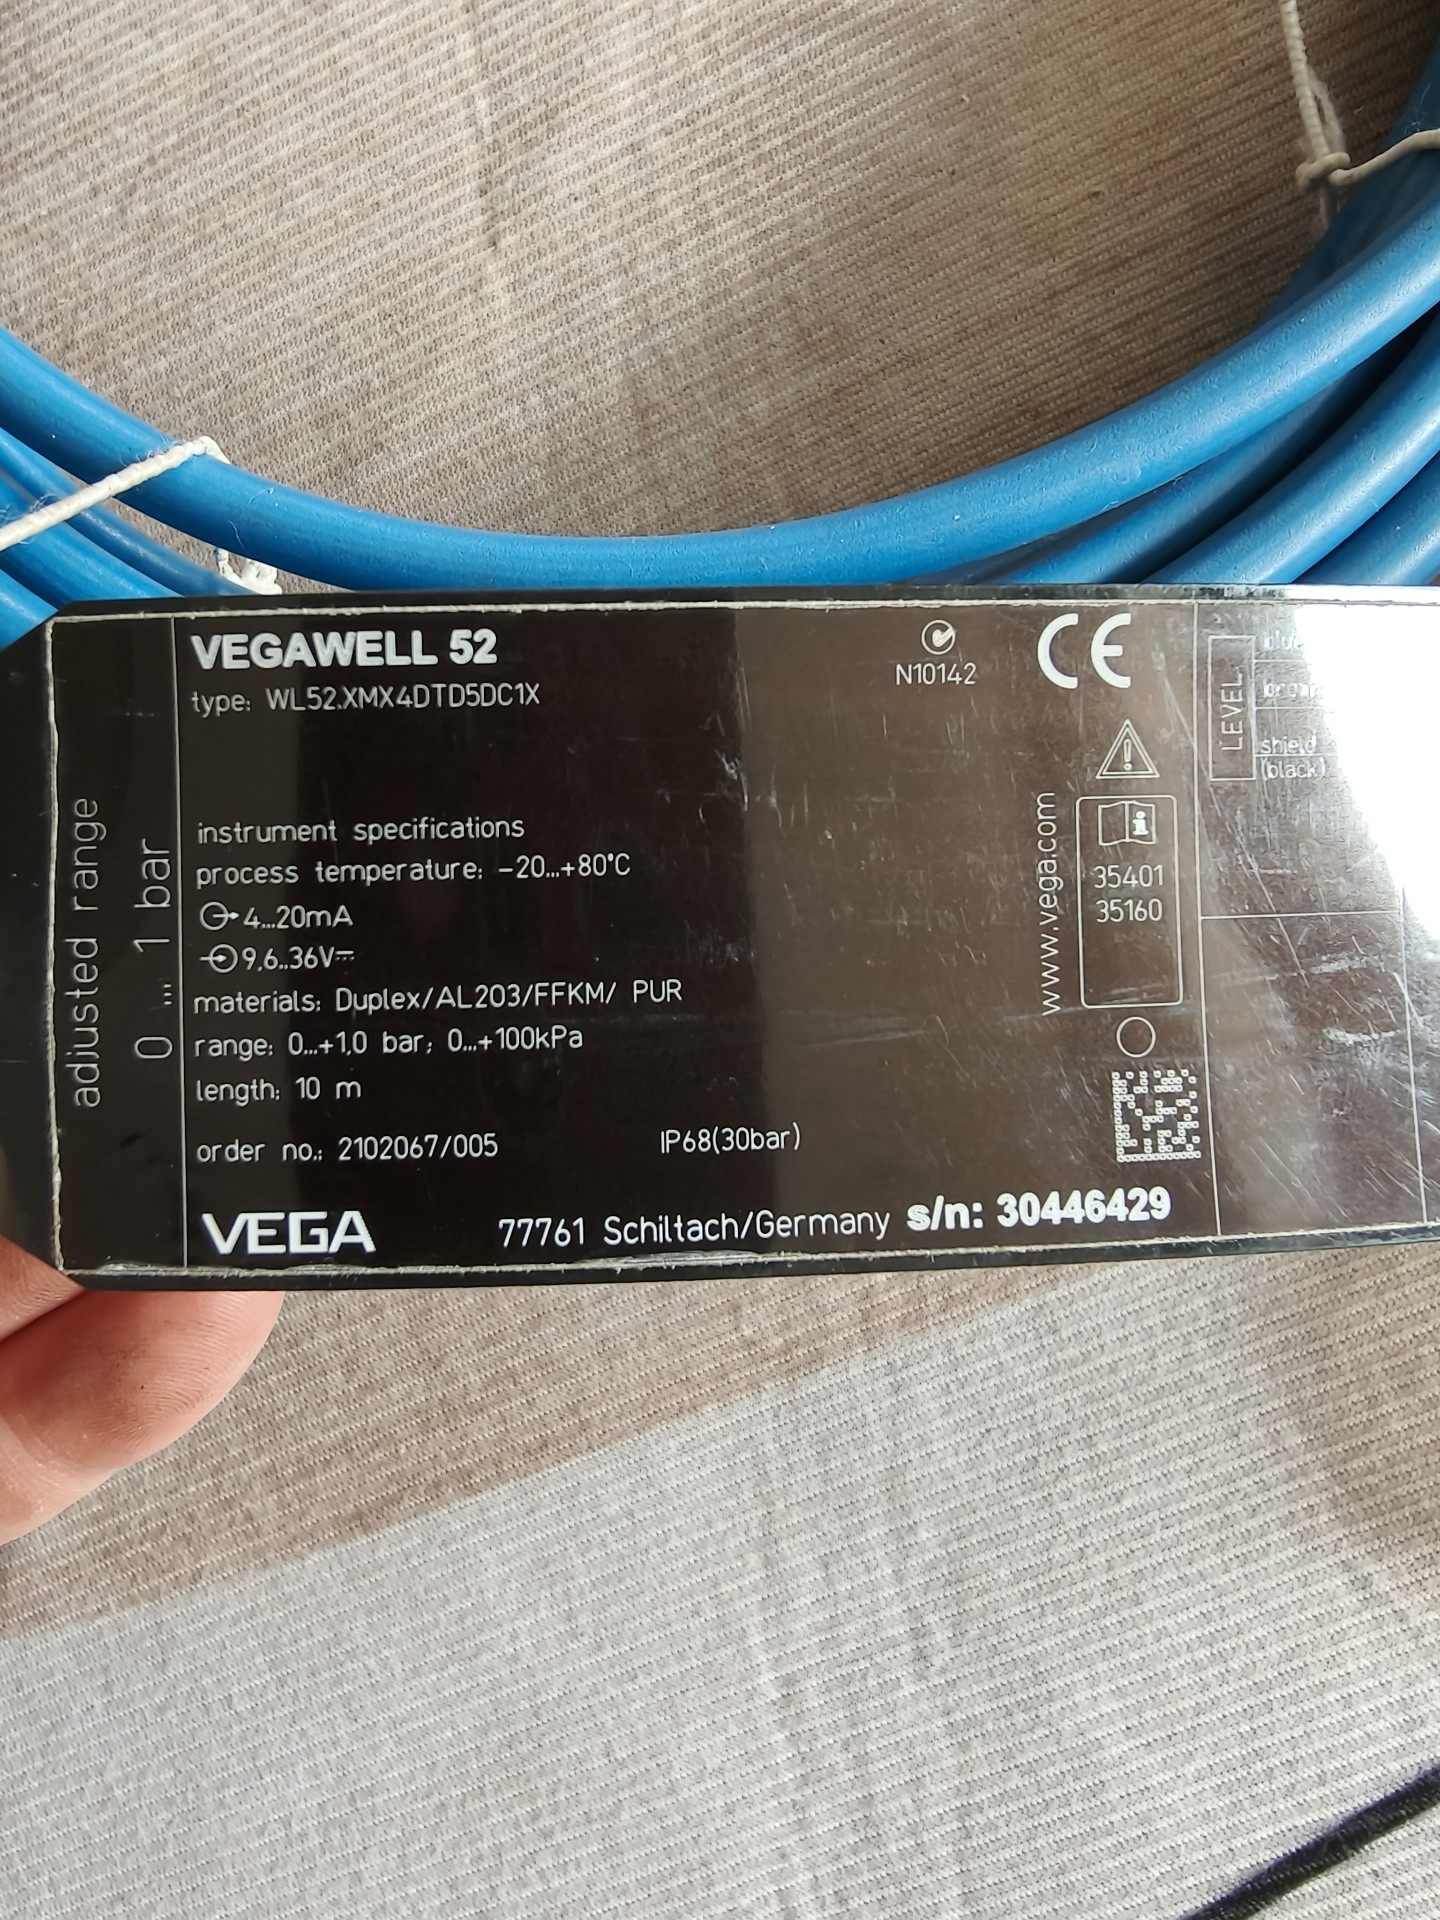 adjusted range
0 ... 1 bar
VEGAWELL 52
type: WL52.XMX4DTD5DC1X
N10142
CE
instrument specifications
process temperature: -20...+80°C
4...20mA
9,6..36V
materials: Duplex/AL203/FFKM/ PUR
range: 0...+1,0 bar; 0...+100kPa
length: 10 m
order no.: 2102067/005
IP68(30bar)
VEGA
77761 Schiltach/Germany
s/n: 30446429
www.vega.com
i
35401
35160
LEVEL
shield
(black)